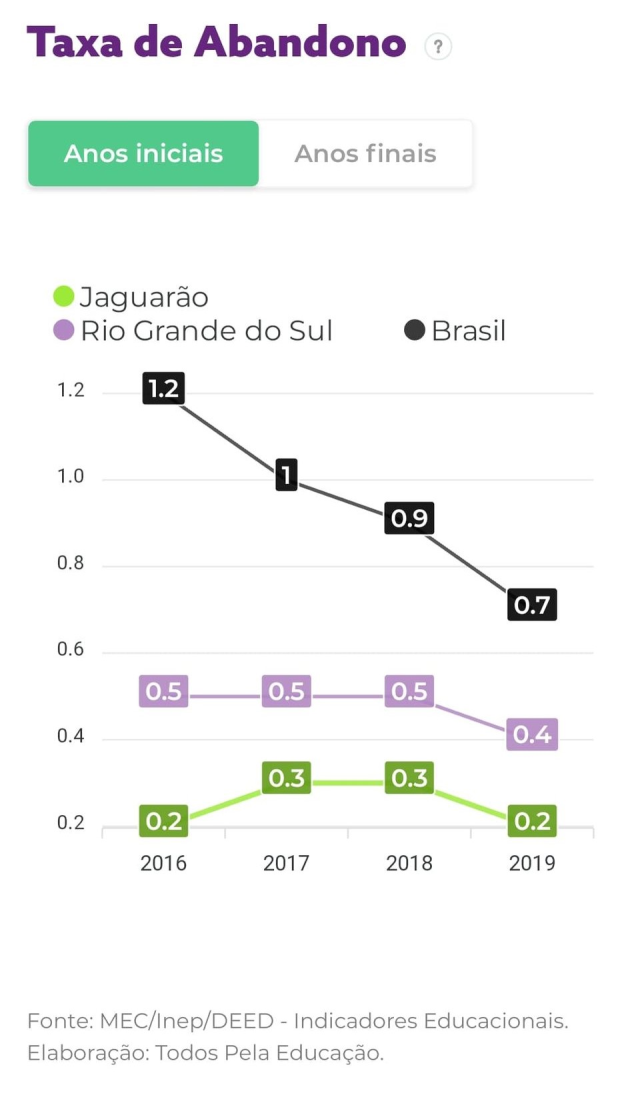 Taxa de Abandono ?
Anos iniciais Anos finais
Jaguarão
Rio Grande do Sul Brasil
1.2 1.2
1.0 1
0.9
0.8
0.7
0.6
0.5 0.5 0.5
0.4 0.4
0.3 0.3
0.2 0.2 0.2
2016 2017 2018 2019
Fonte: MEC/Inep/DEED - Indicadores Educacionais.
Elaboração: Todos Pela Educação.